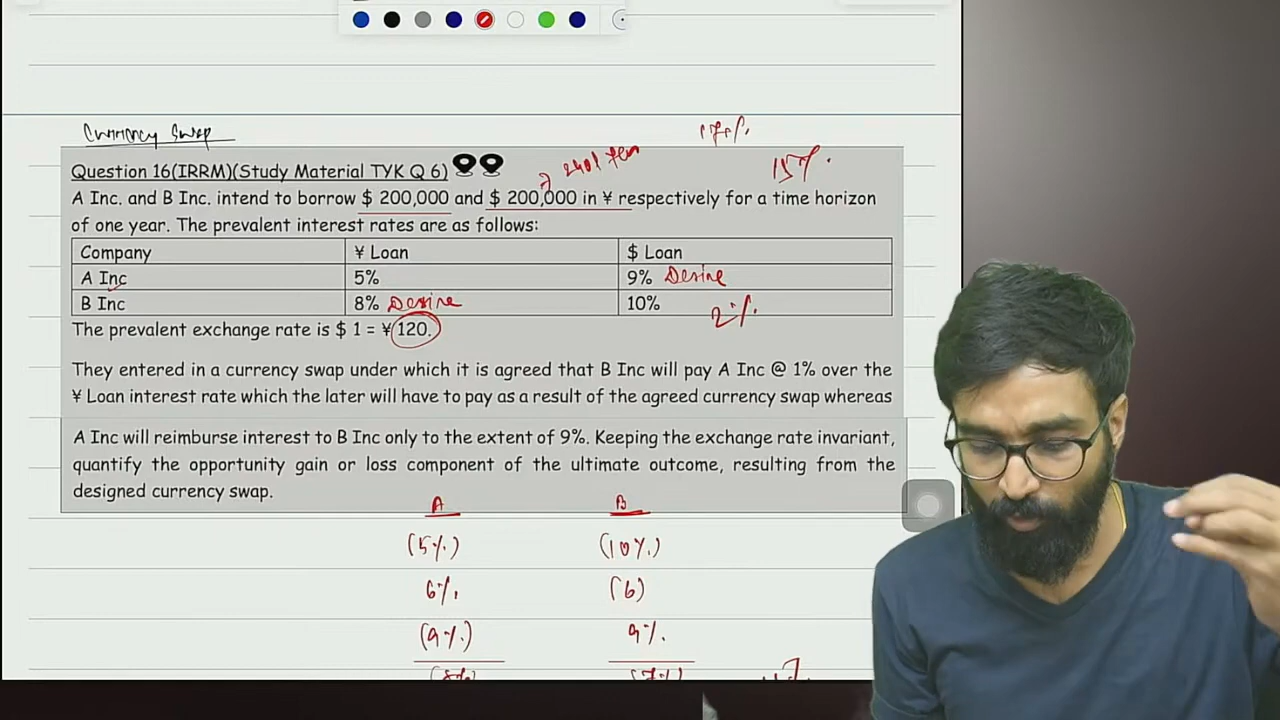 Currency Swap
15%.
Question 16(IRRM)(Study Material TYK Q 6)
A Inc. and B Inc. intend to borrow $ 200,000 and $ 200,000 in ¥ respectively for a time horizon
of one year. The prevalent interest rates are as follows:
Company ¥ Loan $ Loan
A Inc 5% 9% Desire
B Inc 8% Desire 10% 2%
The prevalent exchange rate is $ 1 = ¥ 120.
They entered in a currency swap under which it is agreed that B Inc will pay A Inc @ 1% over the
¥ Loan interest rate which the later will have to pay as a result of the agreed currency swap whereas
A Inc will reimburse interest to B Inc only to the extent of 9%. Keeping the exchange rate invariant,
quantify the opportunity gain or loss component of the ultimate outcome, resulting from the
designed currency swap.
A B
(5%) (10%)
6% (6)
(9%) 9%